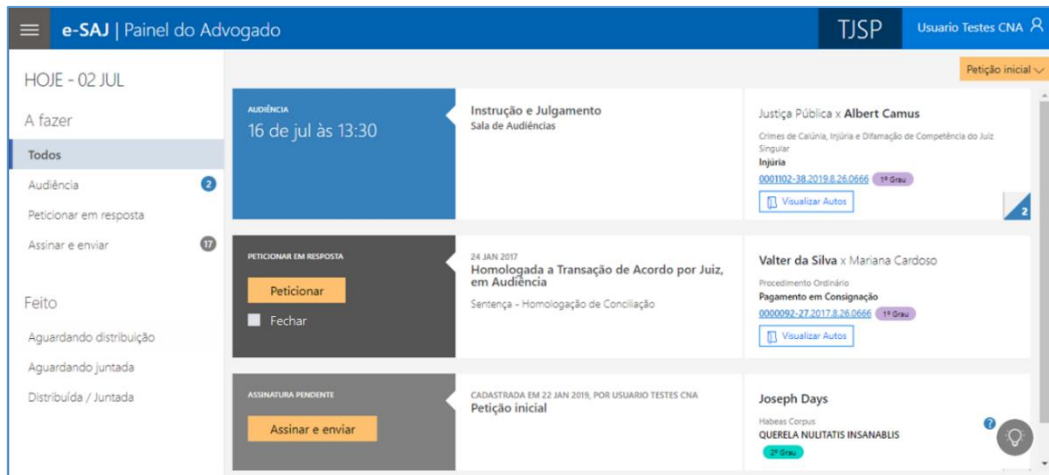 e-SAJ | Painel do Advogado
TJSP
Usuario Testes CNA
HOJE - 02 JUL
Petição inicial
A fazer
Todos
Audiência 2
Peticionar em resposta
Assinar e enviar 17
Feito
Aguardando distribuição
Aguardando juntada
Distribuída / Juntada
AUDIÊNCIA
16 de jul às 13:30
Instrução e Julgamento
Sala de Audiências
Justiça Pública x Albert Camus
Crimes de Calúnia, Injúria e Difamação de Competência do Juiz
Singular
Injúria
0001102-38.2019.8.26.0666 1º Grau
Visualizar Autos
2
PETICIONAR EM RESPOSTA
Peticionar
Fechar
24 JAN 2017
Homologada a Transação de Acordo por Juiz,
em Audiência
Sentença - Homologação de Conciliação
Valter da Silva x Mariana Cardoso
Procedimento Ordinário
Pagamento em Consignação
0000092-27.2017.8.26.0666 1º Grau
Visualizar Autos
ASSINATURA PENDENTE
Assinar e enviar
CADASTRADA EM 22 JAN 2019, POR USUARIO TESTES CNA
Petição inicial
Joseph Days
Habeas Corpus
QUERELA NULITATIS INSANABLIS
2º Grau
?